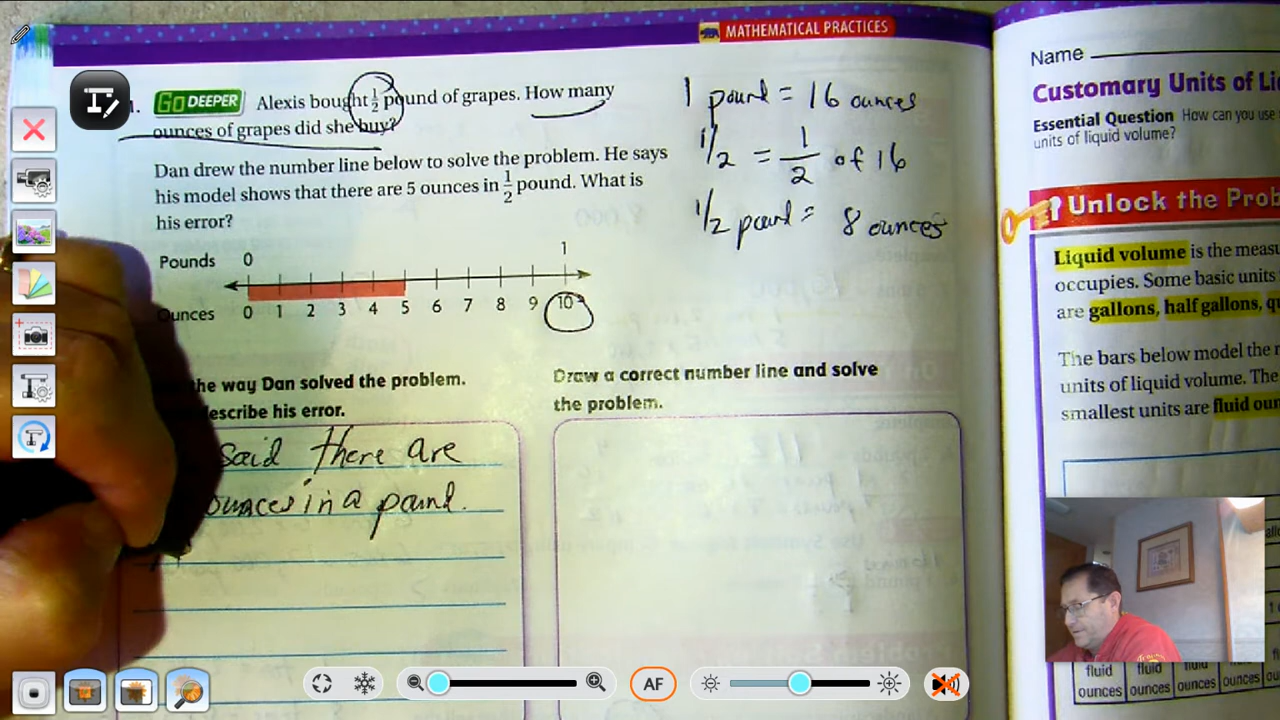 MATHEMATICAL PRACTICES
Go DEEPER Alexis bought 1/2 pound of grapes. How many
ounces of grapes did she buy?
Dan drew the number line below to solve the problem. He says
his model shows that there are 5 ounces in 1/2 pound. What is
his error?
Pounds 0 1
Ounces 0 1 2 3 4 5 6 7 8 9 10
the way Dan solved the problem.
describe his error.
said there are
ounces in a pound.
Draw a correct number line and solve
the problem.
1 pound = 16 ounces
1/2 = 1/2 of 16
1/2 pound = 8 ounces
Name
Customary Units of Li
Essential Question How can you use
units of liquid volume?
Unlock the Prob
Liquid volume is the measu
occupies. Some basic units
are gallons, half gallons, q
The bars below model the r
units of liquid volume. The
smallest units are fluid oun
fluid fluid fluid fluid
ounces ounces ounces ounces
AF